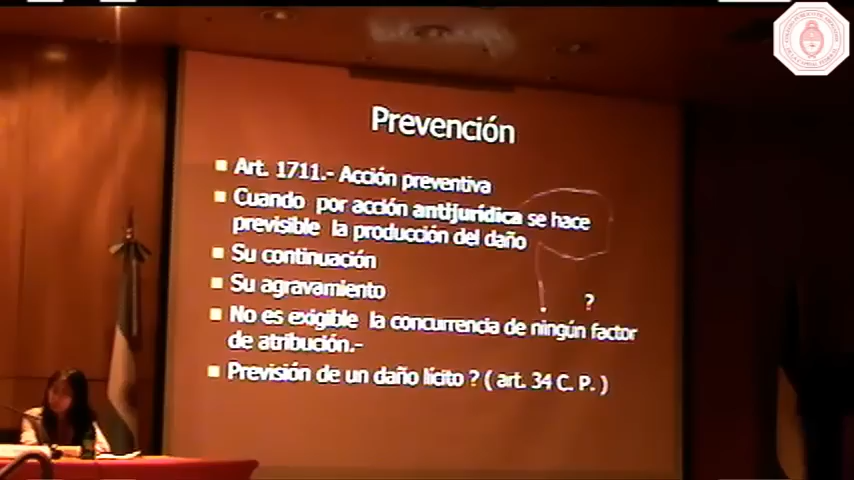 Prevención
Art. 1711.- Acción preventiva
Cuando por acción antijurídica se hace
previsible la producción del daño
Su continuación
Su agravamiento
?
No es exigible la concurrencia de ningún factor
de atribución.-
Previsión de un daño lícito ? ( art. 34 C. P. )